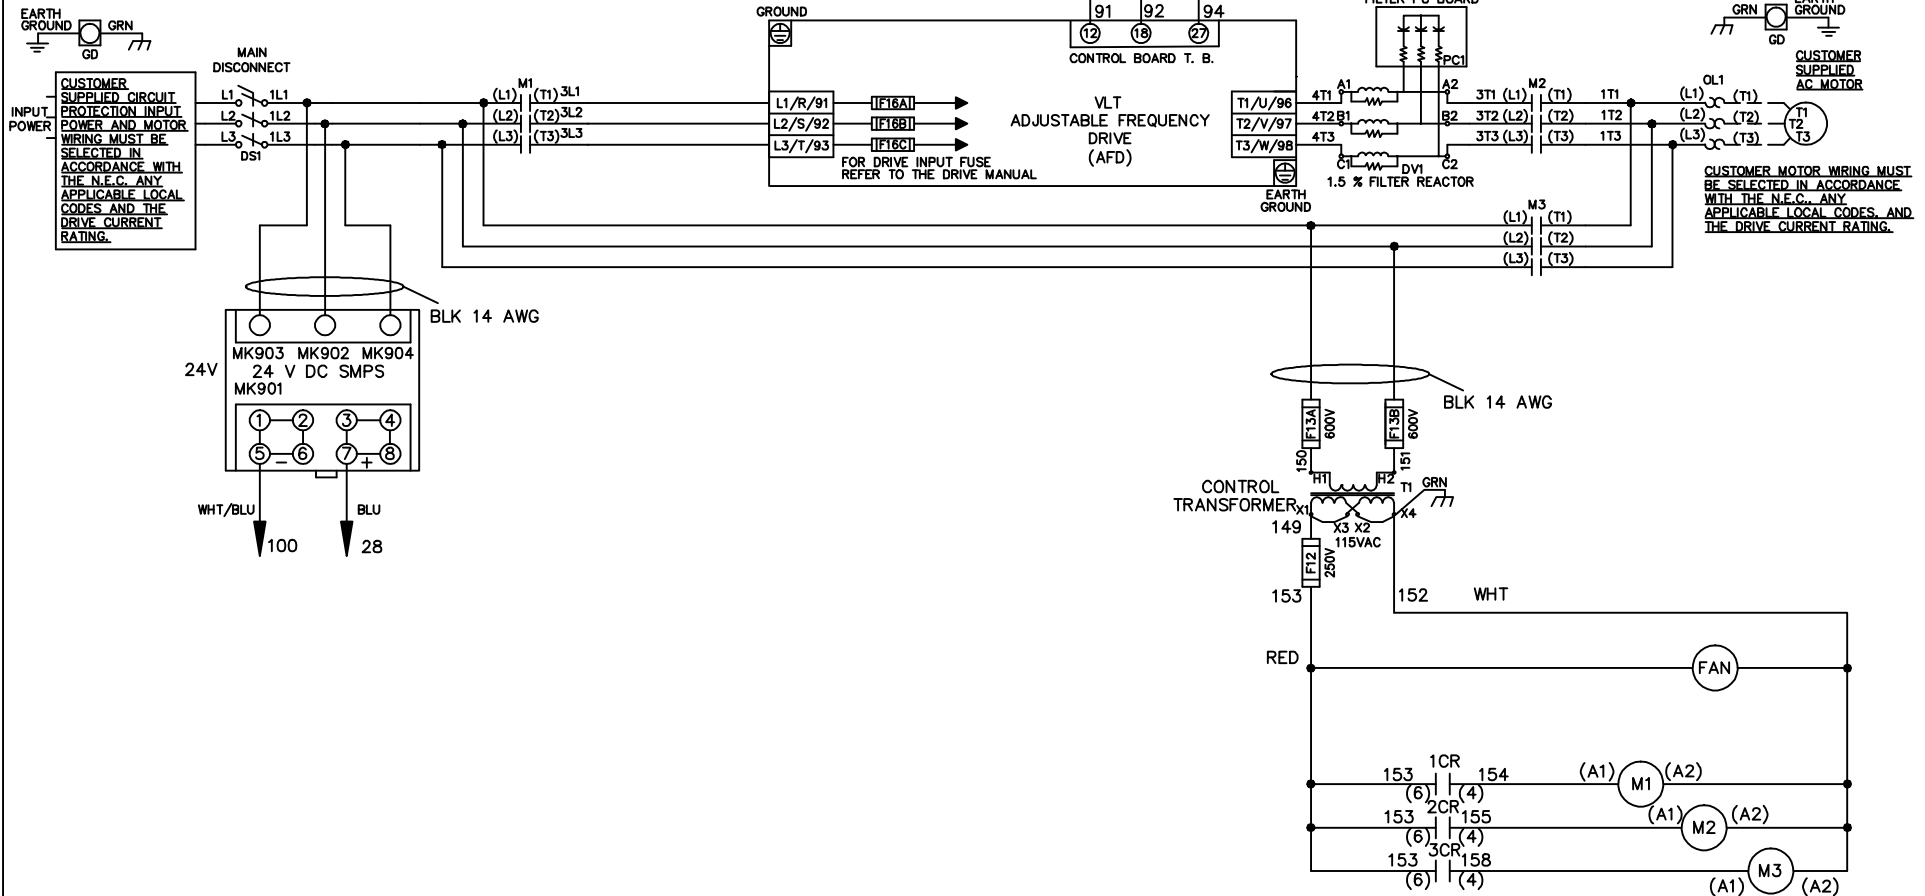 EARTH
GROUND
GRN
GD
CUSTOMER
SUPPLIED CIRCUIT
PROTECTION INPUT
POWER AND MOTOR
WIRING MUST BE
SELECTED IN
ACCORDANCE WITH
THE N.E.C. ANY
APPLICABLE LOCAL
CODES AND THE
DRIVE CURRENT
RATING.
INPUT
POWER
MAIN
DISCONNECT
L1 1L1
L2 1L2
L3 1L3
DS1
M1
(L1) (T1) 3L1
(L2) (T2) 3L2
(L3) (T3) 3L3
GROUND
91 92 94
12 18 27
CONTROL BOARD T. B.
L1/R/91 F16A
L2/S/92 F16B
L3/T/93 F16C
FOR DRIVE INPUT FUSE
REFER TO THE DRIVE MANUAL
VLT
ADJUSTABLE FREQUENCY
DRIVE
(AFD)
T1/U/96
T2/V/97
T3/W/98
EARTH
GROUND
4T1 A1 A2
4T2 B1 B2
4T3
C1 C2
DV1
1.5 % FILTER REACTOR
FILTER PC BOARD
PC1
M2
3T1 (L1) (T1) 1T1
3T2 (L2) (T2) 1T2
3T3 (L3) (T3) 1T3
OL1
(L1) (T1)
(L2) (T2)
(L3) (T3)
T1
T2
T3
GRN
EARTH
GROUND
GD
CUSTOMER
SUPPLIED
AC MOTOR
CUSTOMER MOTOR WIRING MUST
BE SELECTED IN ACCORDANCE
WITH THE N.E.C., ANY
APPLICABLE LOCAL CODES, AND
THE DRIVE CURRENT RATING.
M3
(L1) (T1)
(L2) (T2)
(L3) (T3)
BLK 14 AWG
MK903 MK902 MK904
24V
24 V DC SMPS
MK901
1 2 3 4
5 - 6 7 + 8
WHT/BLU BLU
100 28
BLK 14 AWG
F13A 600V F13B 600V
150 151
H1 H2 T1 GRN
CONTROL
TRANSFORMER
X1 X3 X2 X4
149
115VAC
F12 250V
153 152 WHT
RED
FAN
1CR
153 154 (A1) M1 (A2)
(6) (4)
2CR
153 155 (A1) M2 (A2)
(6) (4)
3CR
153 158 M3
(6) (4) (A1) (A2)